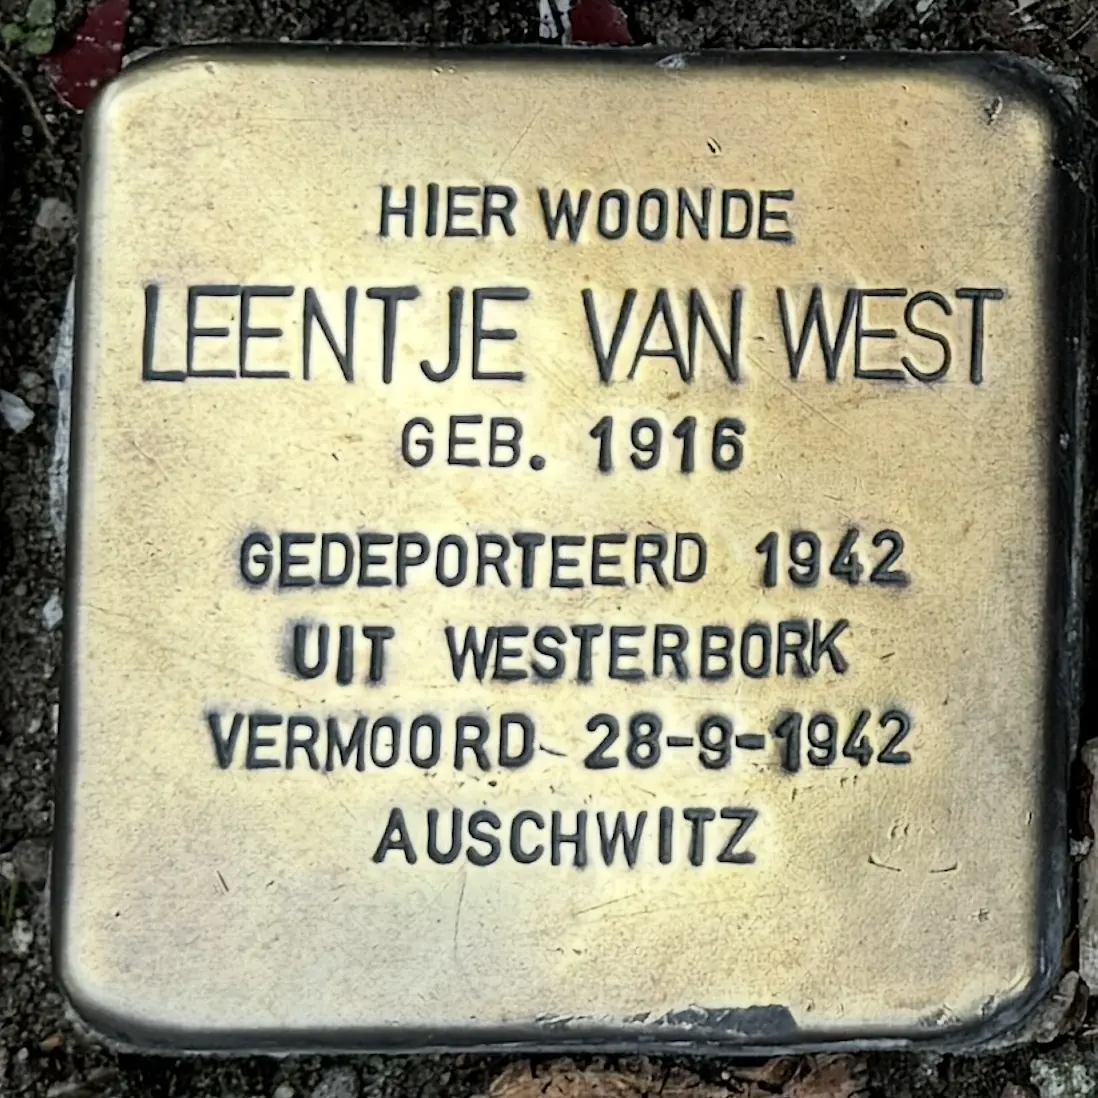 HIER WOONDE
LEENTJE VAN WEST
GEB. 1916
GEDEPORTEERD 1942
UIT WESTERBORK
VERMOORD 28-9-1942
AUSCHWITZ